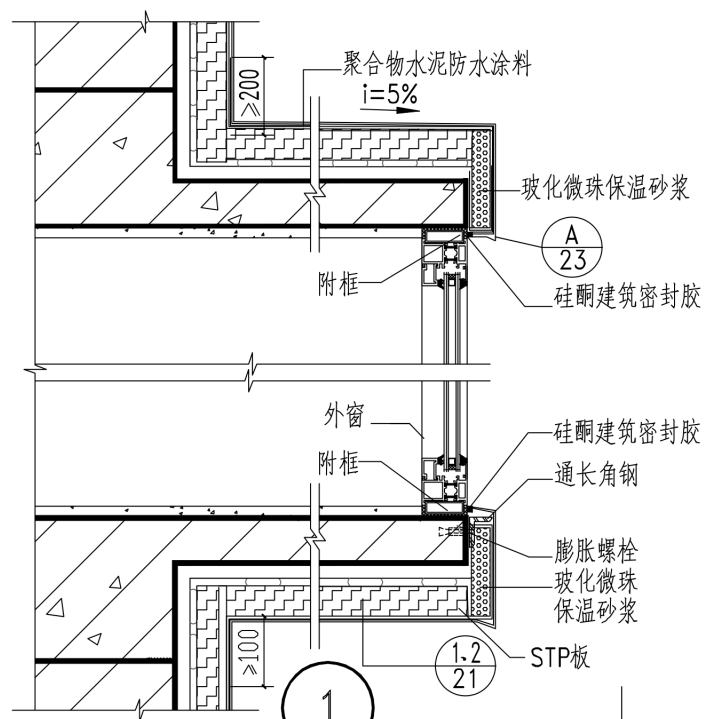 聚合物水泥防水涂料
≥200
i=5%
玻化微珠保温砂浆
A
23
附框
硅酮建筑密封胶
外窗
硅酮建筑密封胶
附框
通长角钢
膨胀螺栓
玻化微珠
保温砂浆
≥100
1、2
21
STP板
1